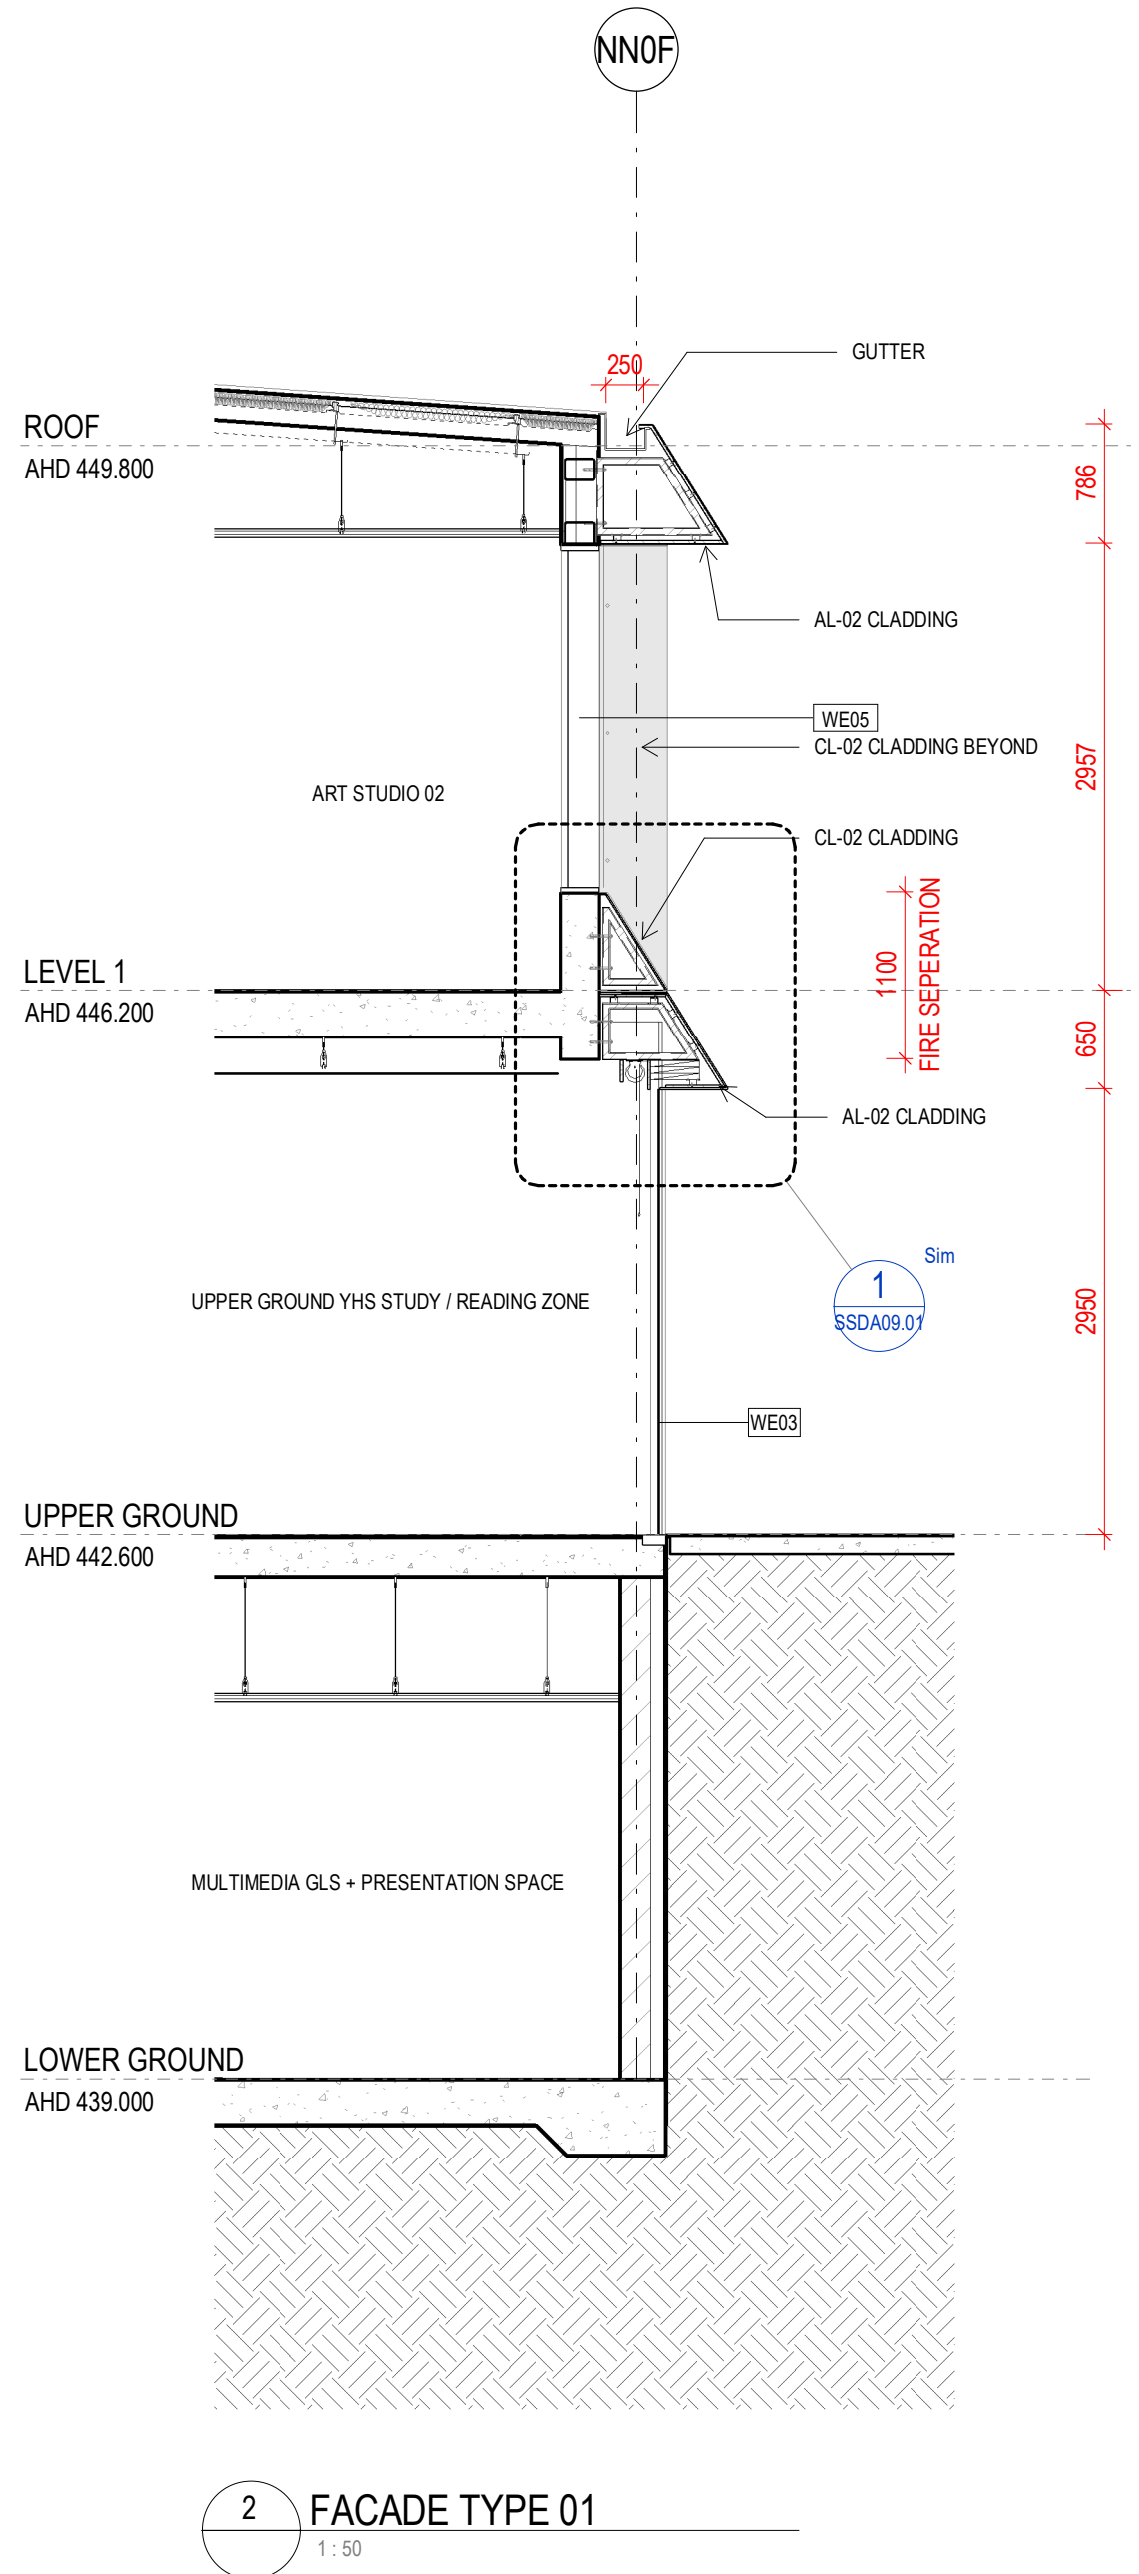 NN0F
GUTTER
250
ROOF
AHD 449.800
786
AL-02 CLADDING
WE05
CL-02 CLADDING BEYOND
2957
ART STUDIO 02
CL-02 CLADDING
1100
FIRE SEPERATION
LEVEL 1
AHD 446.200
650
AL-02 CLADDING
Sim
1
SSDA09.01
UPPER GROUND YHS STUDY / READING ZONE
2950
WE03
UPPER GROUND
AHD 442.600
MULTIMEDIA GLS + PRESENTATION SPACE
LOWER GROUND
AHD 439.000
2
FACADE TYPE 01
1 : 50